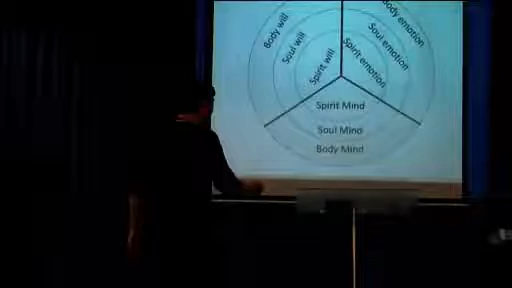 Body will
Soul will
Spirit will
Body emotion
Soul emotion
Spirit emotion
Spirit Mind
Soul Mind
Body Mind